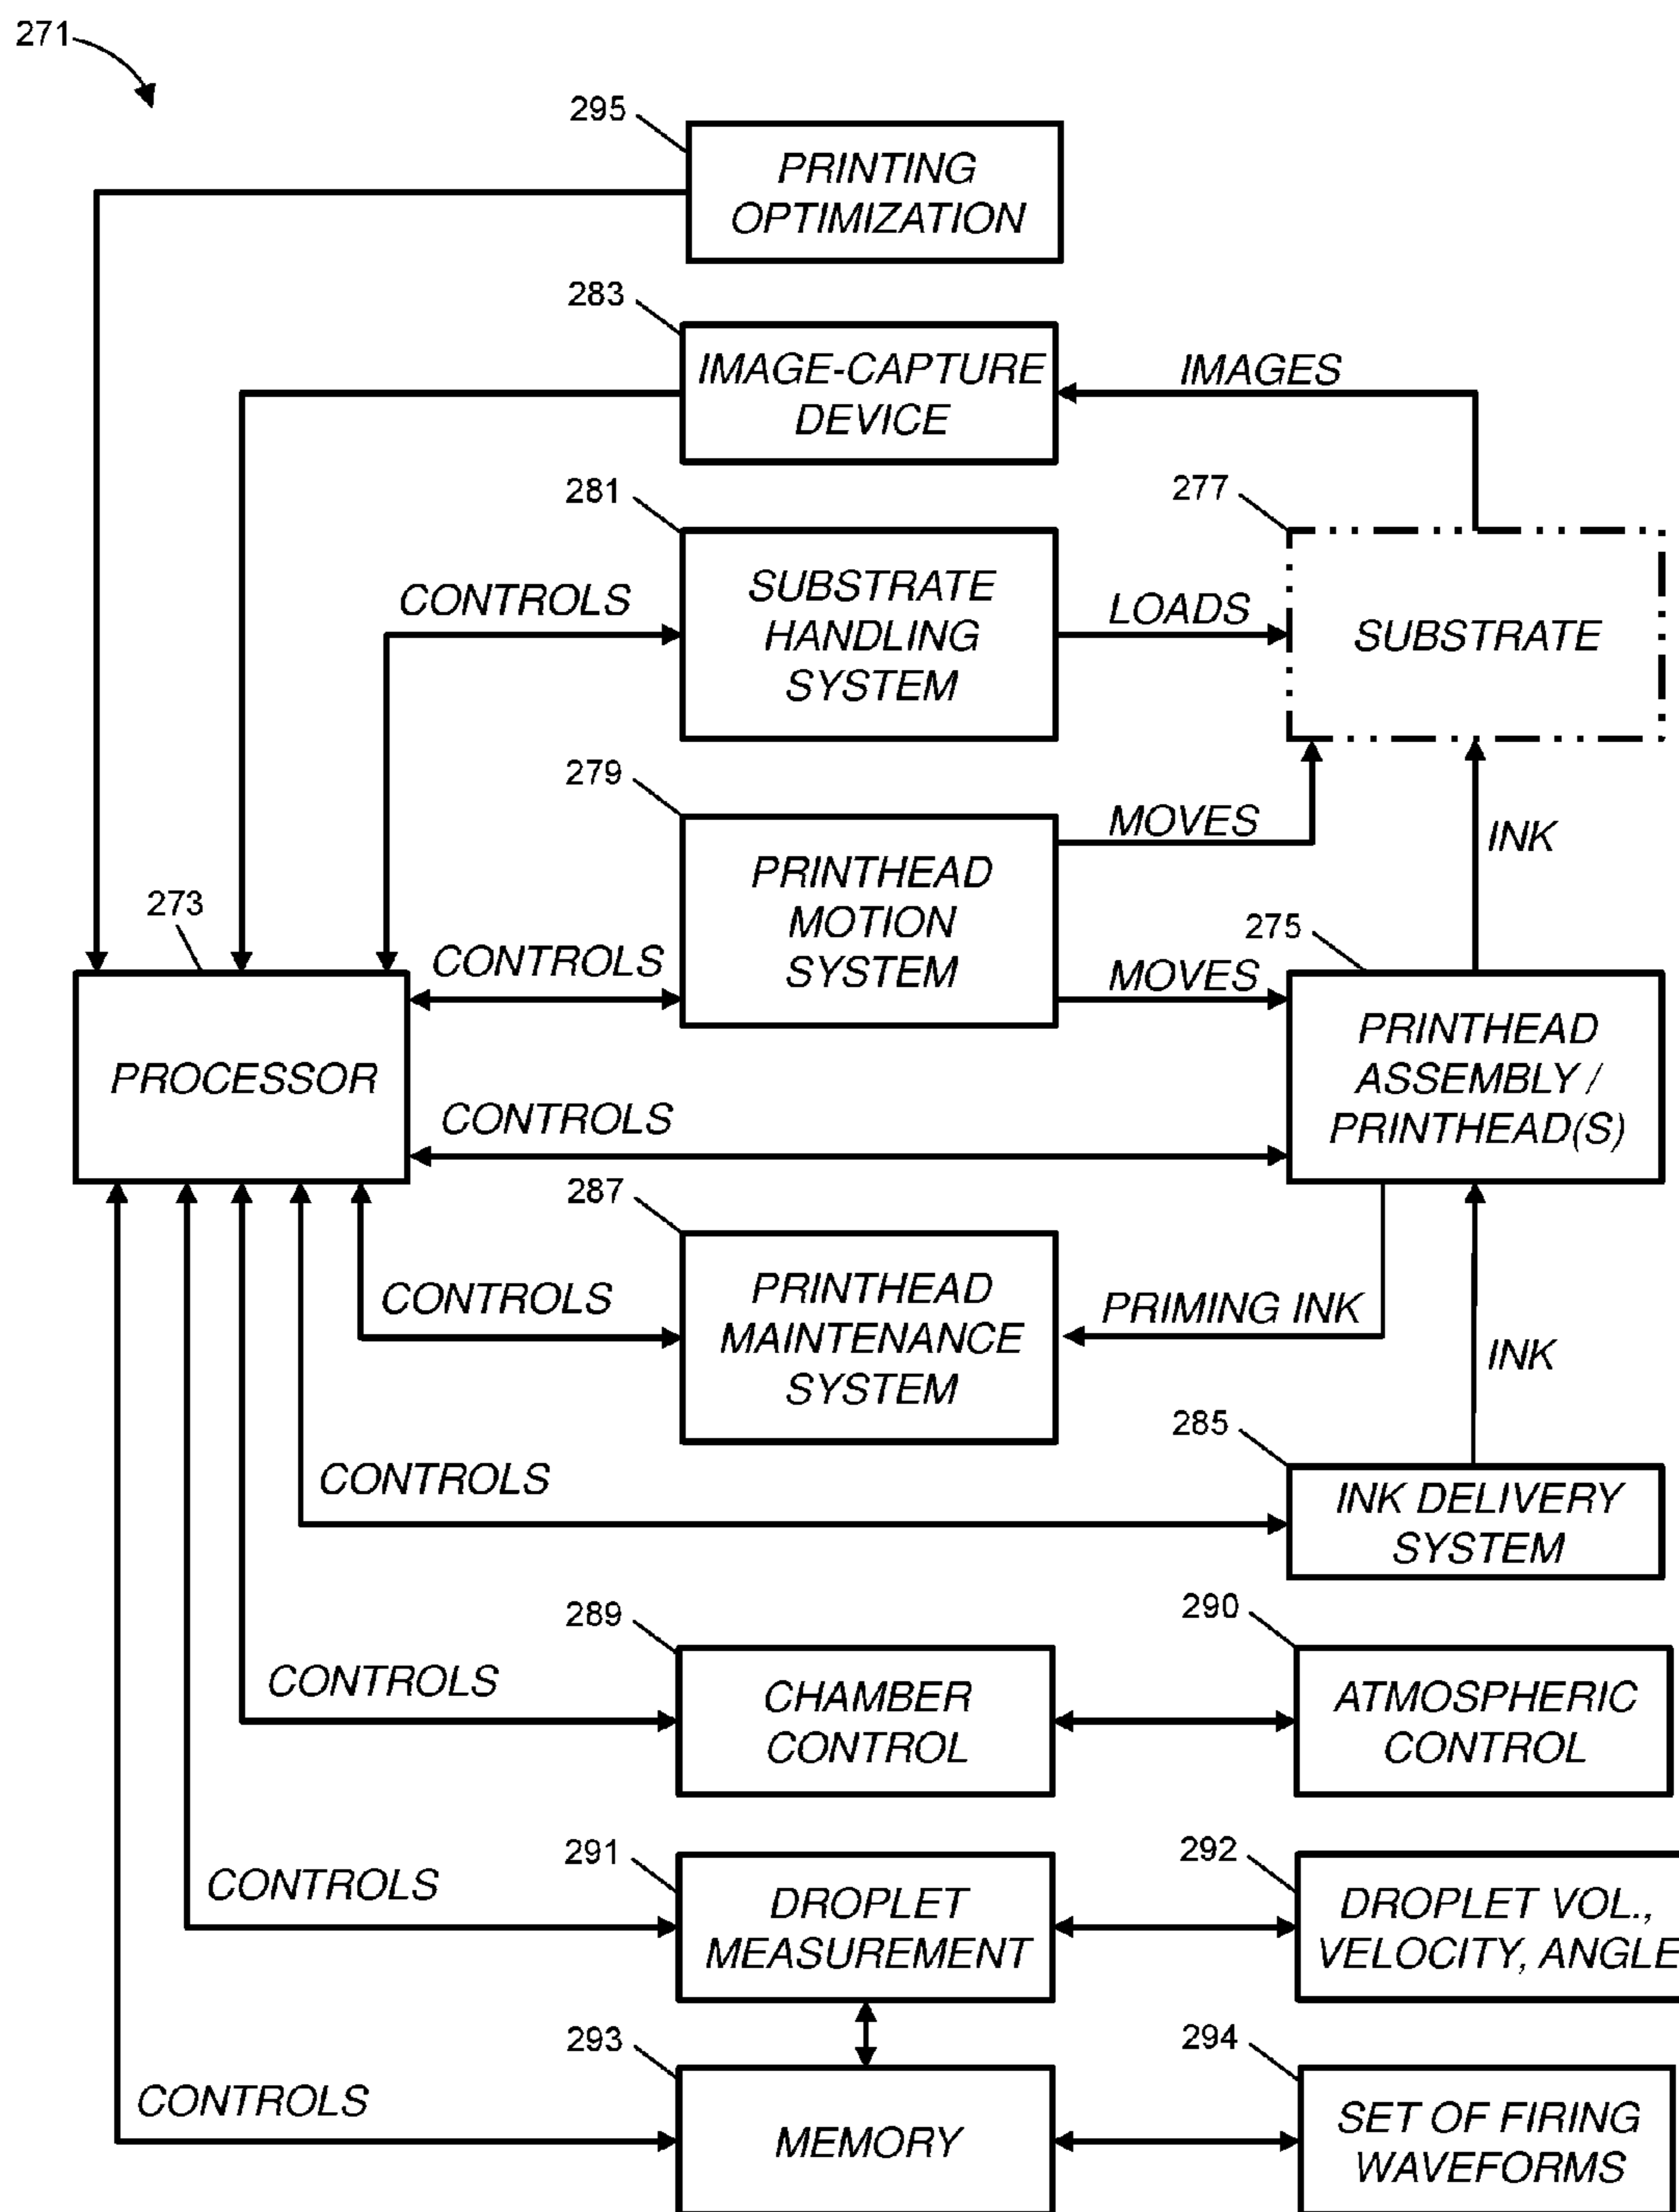 271
295
PRINTING
OPTIMIZATION
283
IMAGE-CAPTURE
DEVICE
IMAGES
281
277
CONTROLS
SUBSTRATE
HANDLING
SYSTEM
LOADS
SUBSTRATE
279
MOVES
INK
PRINTHEAD
MOTION
SYSTEM
273
275
CONTROLS
MOVES
PROCESSOR
PRINTHEAD
ASSEMBLY /
PRINTHEAD(S)
CONTROLS
287
CONTROLS
PRINTHEAD
MAINTENANCE
SYSTEM
PRIMING INK
INK
285
CONTROLS
INK DELIVERY
SYSTEM
289
290
CONTROLS
CHAMBER
CONTROL
ATMOSPHERIC
CONTROL
291
292
CONTROLS
DROPLET
MEASUREMENT
DROPLET VOL.,
VELOCITY, ANGLE
293
294
CONTROLS
MEMORY
SET OF FIRING
WAVEFORMS